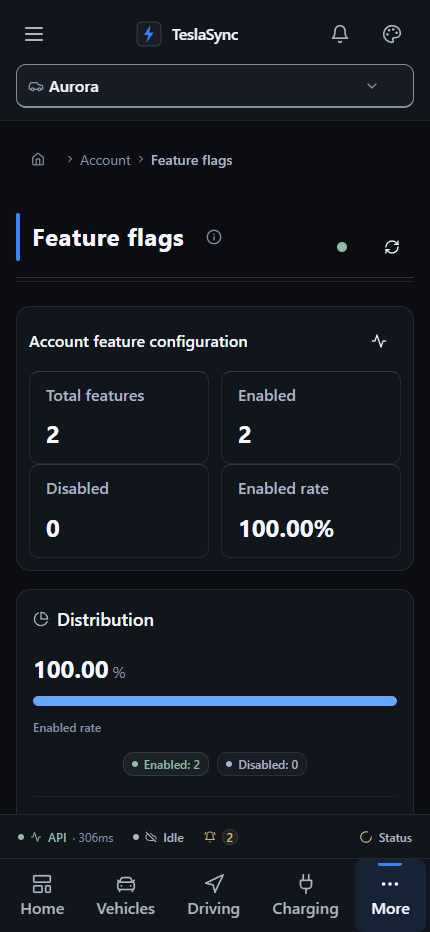 TeslaSync
Aurora
Account Feature flags
Feature flags
Account feature configuration
Total features
2
Enabled
2
Disabled
0
Enabled rate
100.00%
Distribution
100.00 %
Enabled rate
Enabled: 2 Disabled: 0
API · 306ms Idle 2 Status
Home Vehicles Driving Charging More